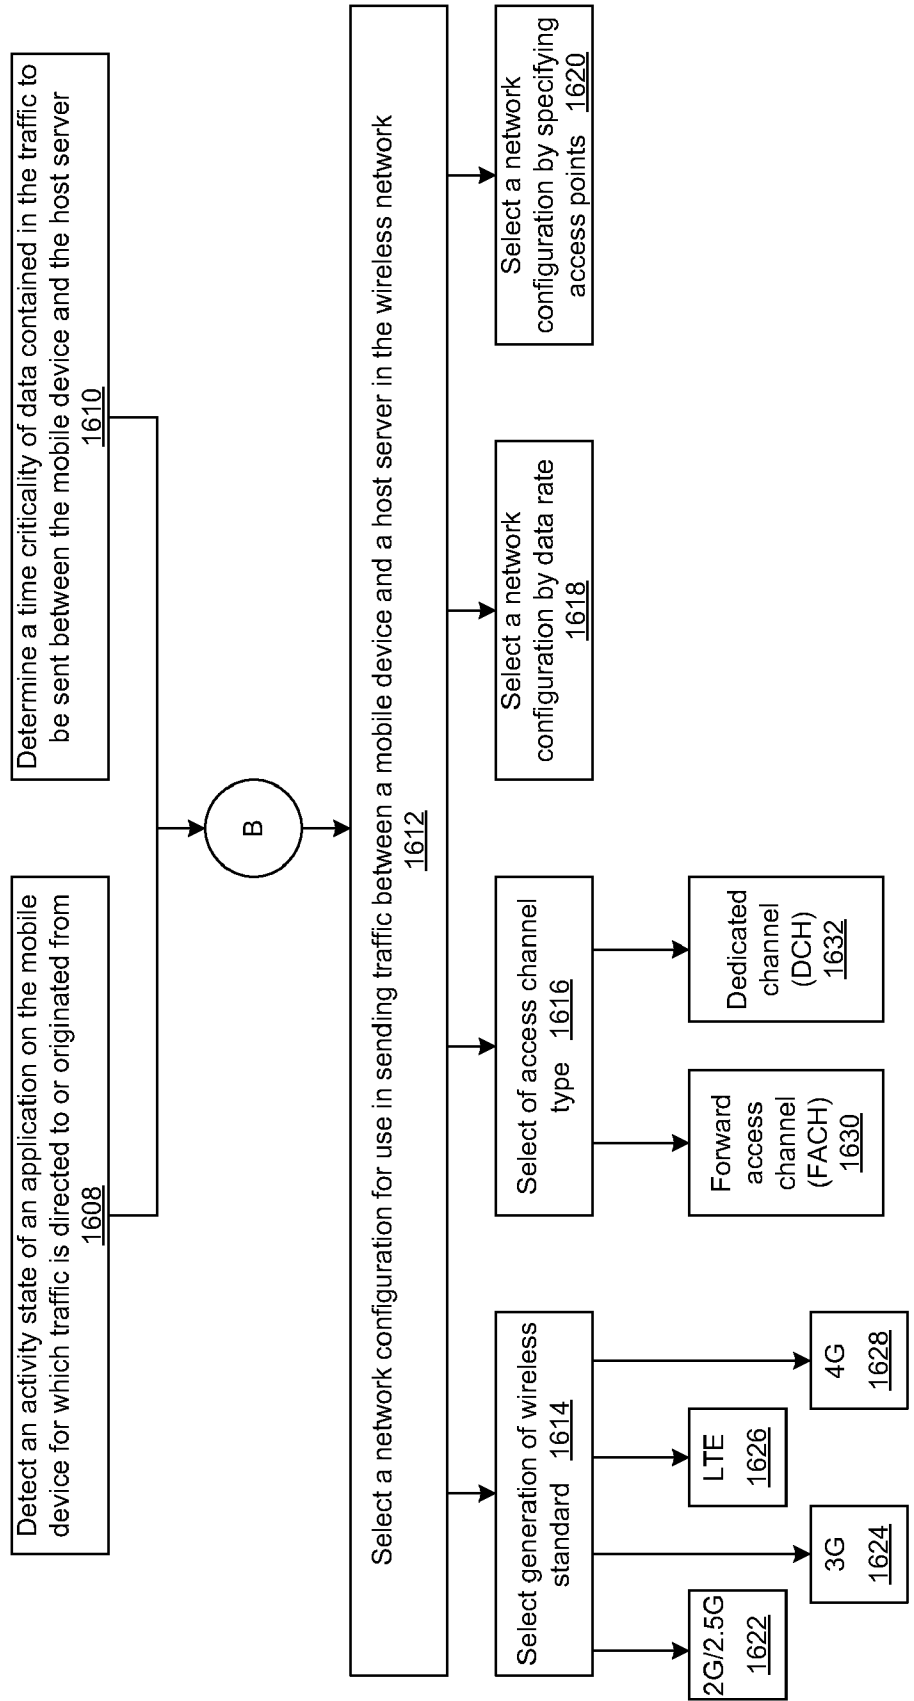 Detect an activity state of an application on the mobile
device for which traffic is directed to or originated from
1608
Determine a time criticality of data contained in the traffic to
be sent between the mobile device and the host server
1610
B
Select a network configuration for use in sending traffic between a mobile device and a host server in the wireless network
1612
Select generation of wireless
standard 1614
Select of access channel
type 1616
Select a network
configuration by data rate
1618
Select a network
configuration by specifying
access points 1620
2G/2.5G
1622
3G
1624
LTE
1626
4G
1628
Forward
access
channel
(FACH)
1630
Dedicated
channel
(DCH)
1632